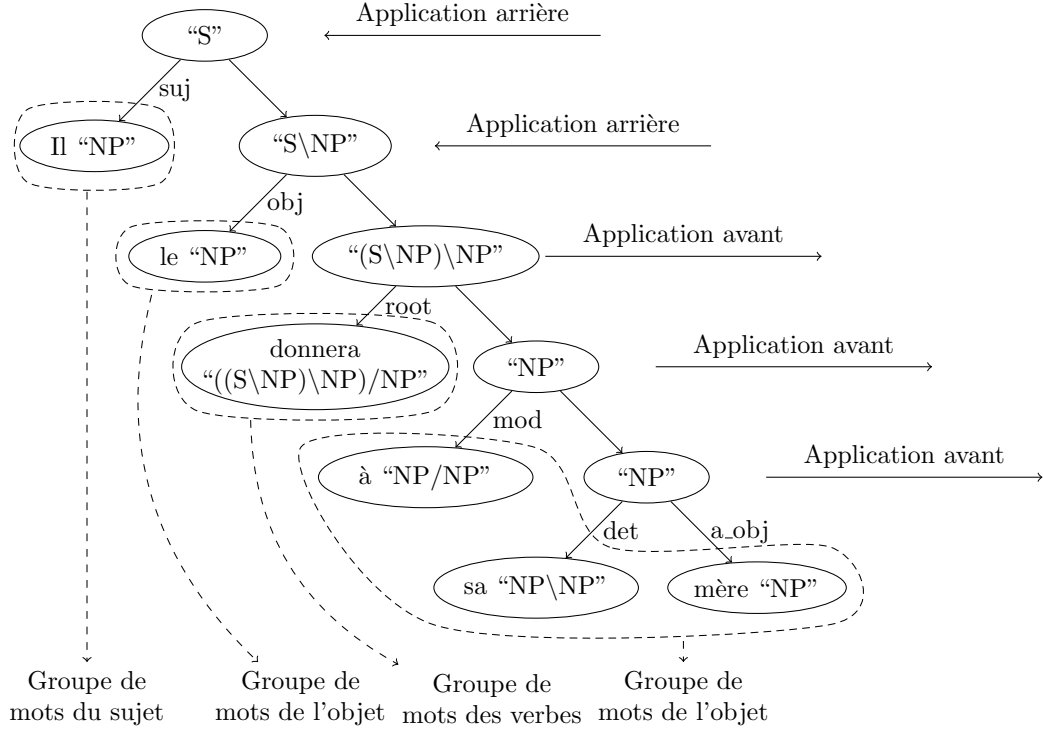 Application arrière
“S”
suj
Il “NP”
“S\NP”
Application arrière
obj
le “NP”
“(S\NP)\NP”
Application avant
root
donnera
“((S\NP)\NP)/NP”
“NP”
Application avant
mod
à “NP/NP”
“NP”
Application avant
det
a_obj
sa “NP\NP”
mère “NP”
Groupe de
mots du sujet
Groupe de
mots de l'objet
Groupe de
mots des verbes
Groupe de
mots de l'objet